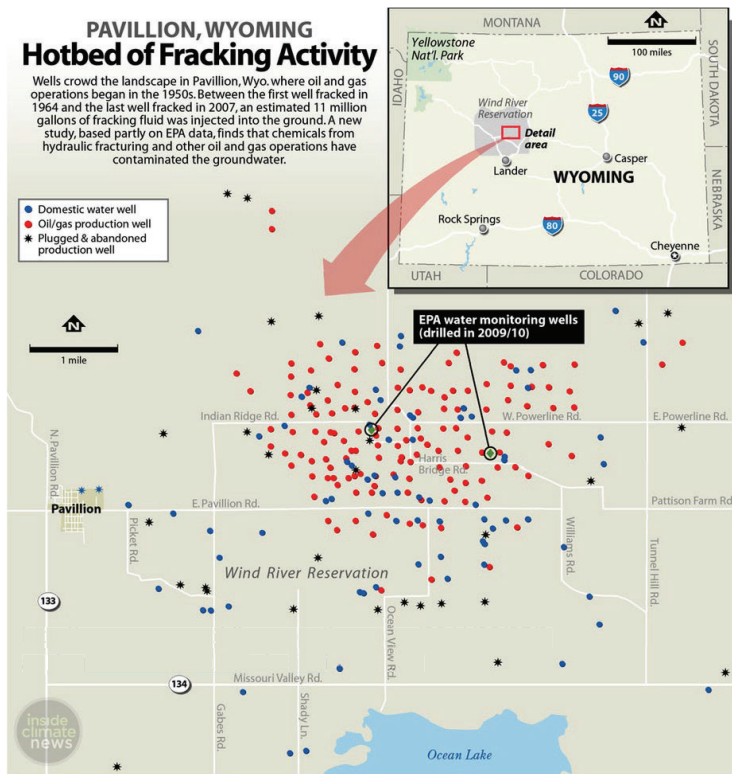 PAVILLION, WYOMING
Hotbed of Fracking Activity
Wells crowd the landscape in Pavillion, Wyo. where oil and gas
operations began in the 1950s. Between the first well fracked in
1964 and the last well fracked in 2007, an estimated 11 million
gallons of fracking fluid was injected into the ground. A new
study, based partly on EPA data, finds that chemicals from
hydraulic fracturing and other oil and gas operations have
contaminated the groundwater.
MONTANA
N
100 miles
Yellowstone
Nat'l. Park
IDAHO
SOUTH DAKOTA
90
25
Wind River
Reservation
Detail
area
Lander
Casper
WYOMING
NEBRASKA
Rock Springs
80
Cheyenne
UTAH
COLORADO
Domestic water well
Oil/gas production well
Plugged & abandoned
production well
N
1 mile
EPA water monitoring wells
(drilled in 2009/10)
Indian Ridge Rd.
W. Powerline Rd.
E. Powerline Rd.
N. Pavillion Rd.
Harris
Bridge Rd.
Pavillion
E. Pavillion Rd.
Pattison Farm Rd.
Picket Rd.
Williams Rd.
Tunnel Hill Rd.
Wind River Reservation
133
Ocean View Rd.
134
Missouri Valley Rd.
Gabes Rd.
Shady Ln.
inside
climate
news
Ocean Lake